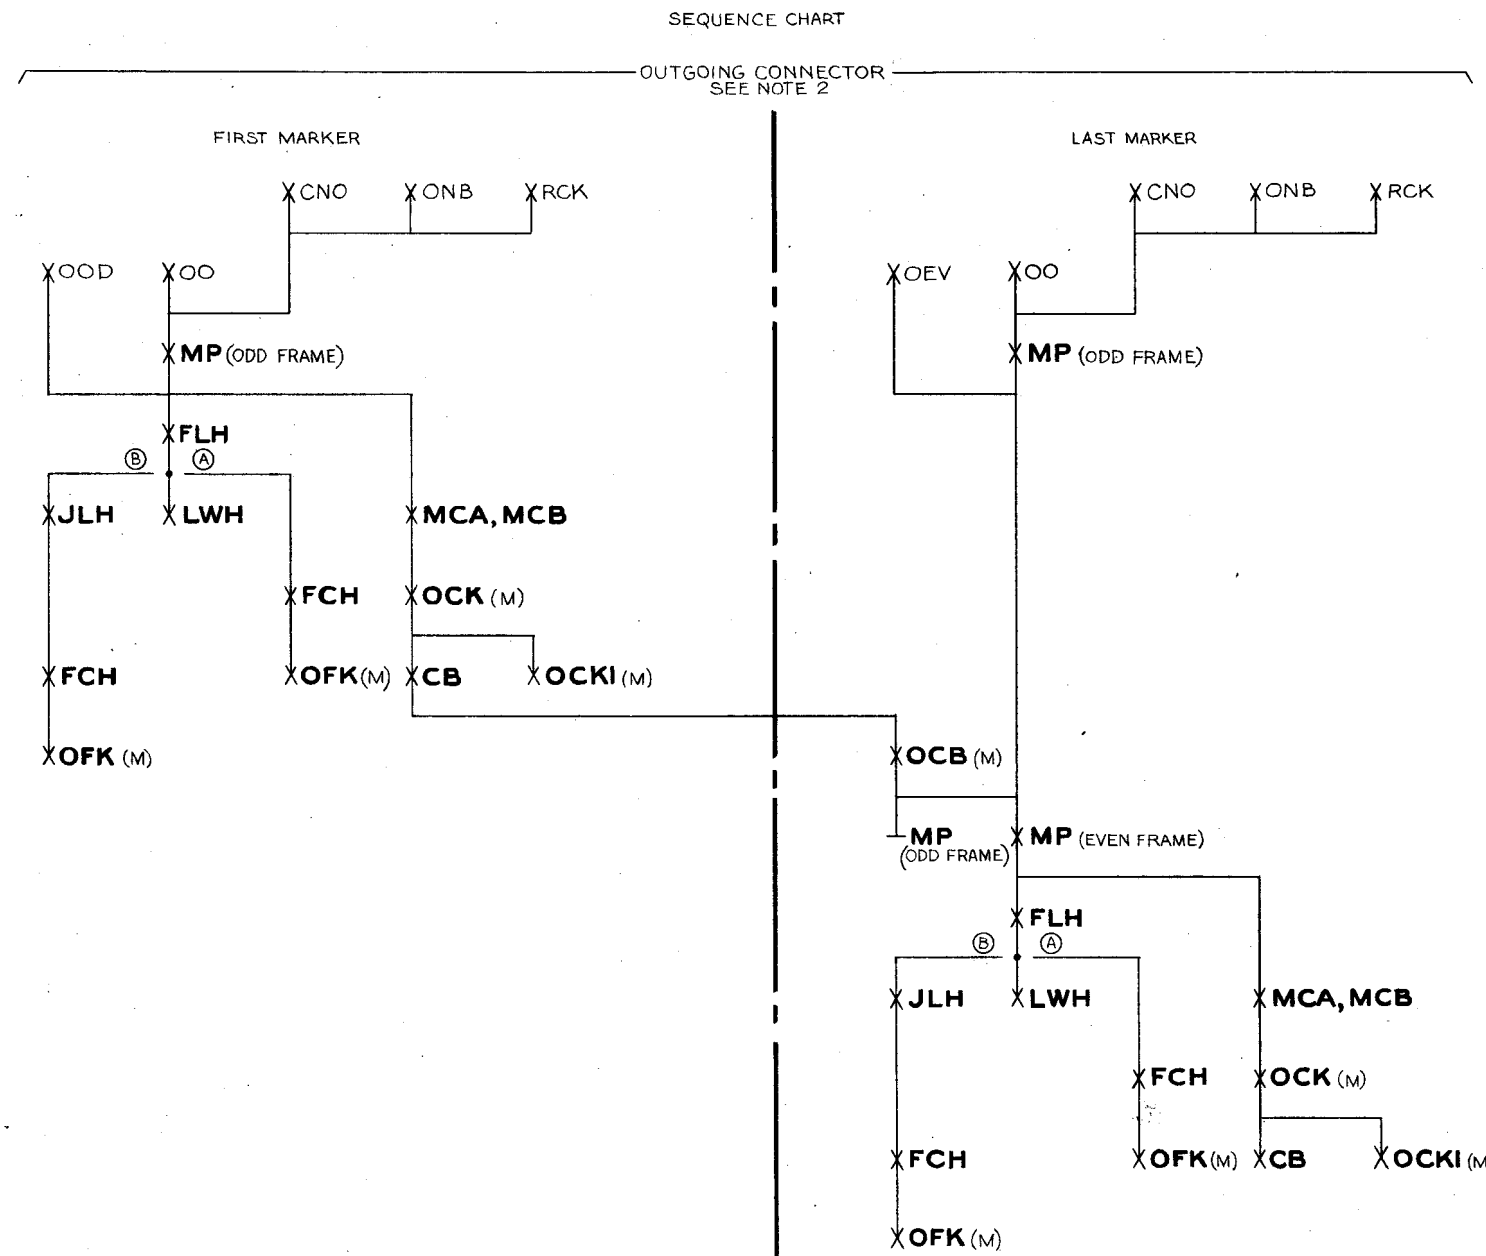 SEQUENCE CHART
OUTGOING CONNECTOR
SEE NOTE 2
FIRST MARKER
CNO
ONB
RCK
OOD
OO
MP (ODD FRAME)
FLH
B
A
JLH
LWH
MCA, MCB
FCH
OCK (M)
FCH
OFK (M)
CB
OCK1 (M)
OFK (M)
LAST MARKER
CNO
ONB
RCK
OEV
OO
MP (ODD FRAME)
OCB (M)
MP
(ODD FRAME)
MP (EVEN FRAME)
FLH
B
A
JLH
LWH
MCA, MCB
FCH
OCK (M)
FCH
OFK (M)
CB
OCK1 (M
OFK (M)